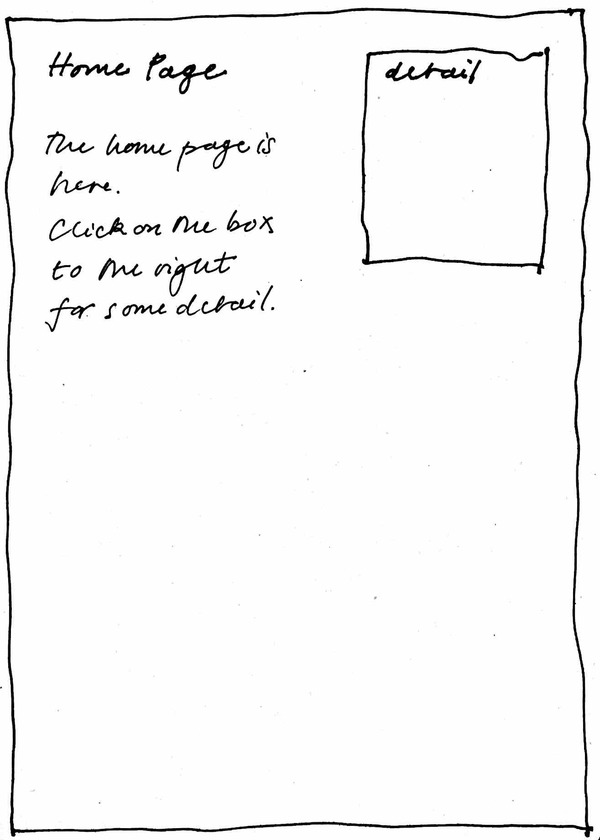 Home Page
detail
The home page is
here.
Click on the box
to the right
for some detail.